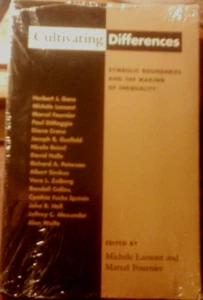 Cultivating Differences
SYMBOLIC BOUNDARIES
AND THE MAKING
OF INEQUALITY
Herbert J. Gans
Michèle Lamont
Marcel Fournier
Paul DiMaggio
Diana Crane
Joseph R. Gusfield
Nicola Beisel
David Halle
Richard A. Peterson
Albert Simkus
Vera L. Zolberg
Randall Collins
Cynthia Fuchs Epstein
John R. Hall
Jeffrey C. Alexander
Alan Wolfe
EDITED BY
Michèle Lamont and
Marcel Fournier